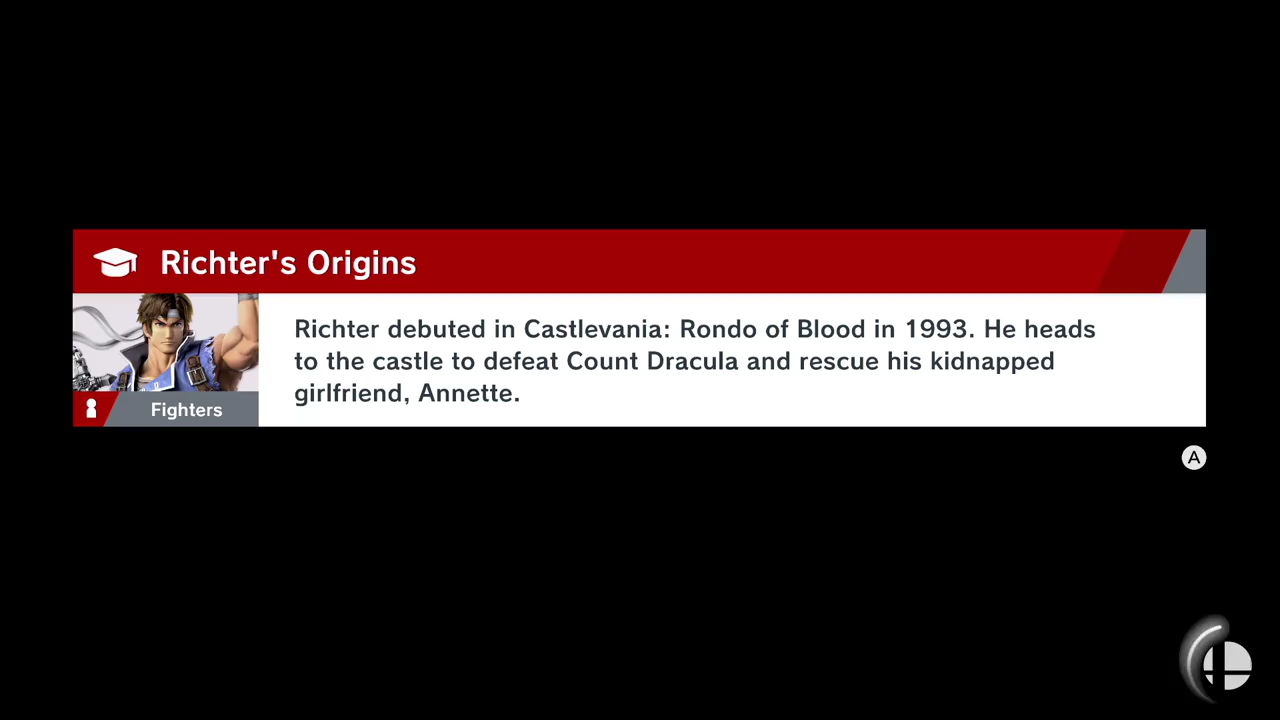 Richter's Origins
Richter debuted in Castlevania: Rondo of Blood in 1993. He heads
to the castle to defeat Count Dracula and rescue his kidnapped
girlfriend, Annette.
Fighters
A